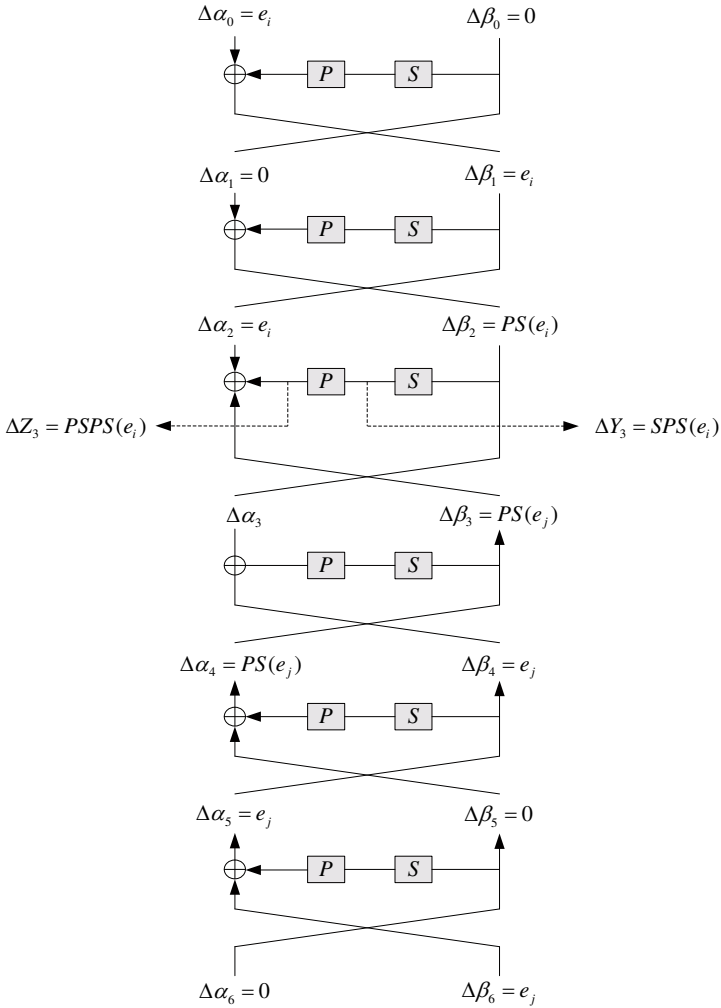 Δα₀ = eᵢ Δβ₀ = 0
P S
Δα₁ = 0 Δβ₁ = eᵢ
P S
Δα₂ = eᵢ Δβ₂ = PS(eᵢ)
P S
ΔZ₃ = PSPS(eᵢ) ΔY₃ = SPS(eᵢ)
Δα₃ Δβ₃ = PS(eⱼ)
P S
Δα₄ = PS(eⱼ) Δβ₄ = eⱼ
P S
Δα₅ = eⱼ Δβ₅ = 0
P S
Δα₆ = 0 Δβ₆ = eⱼ